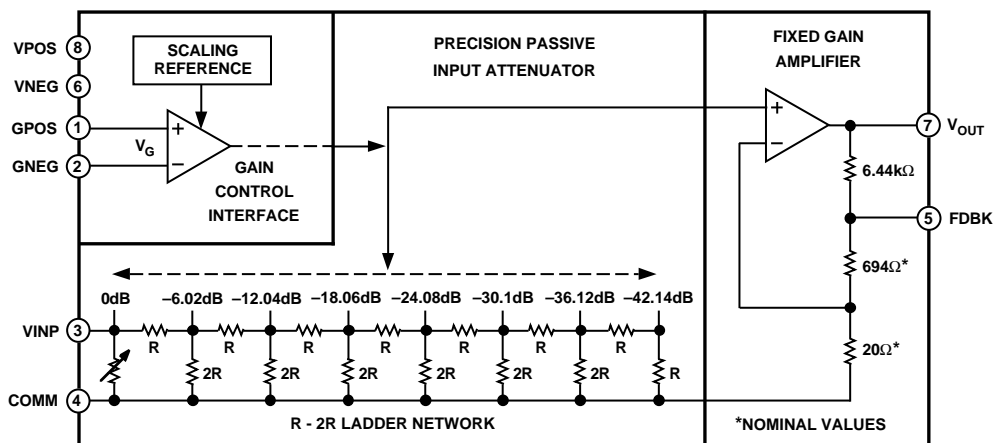 VPOS 8
VNEG 6
GPOS 1
GNEG 2
SCALING
REFERENCE
V_G
+
−
GAIN
CONTROL
INTERFACE
PRECISION PASSIVE
INPUT ATTENUATOR
FIXED GAIN
AMPLIFIER
+
−
7 V_OUT
6.44kΩ
5 FDBK
694Ω*
20Ω*
0dB −6.02dB −12.04dB −18.06dB −24.08dB −30.1dB −36.12dB −42.14dB
VINP 3
R R R R R R R
2R 2R 2R 2R 2R 2R R
COMM 4
R - 2R LADDER NETWORK
*NOMINAL VALUES